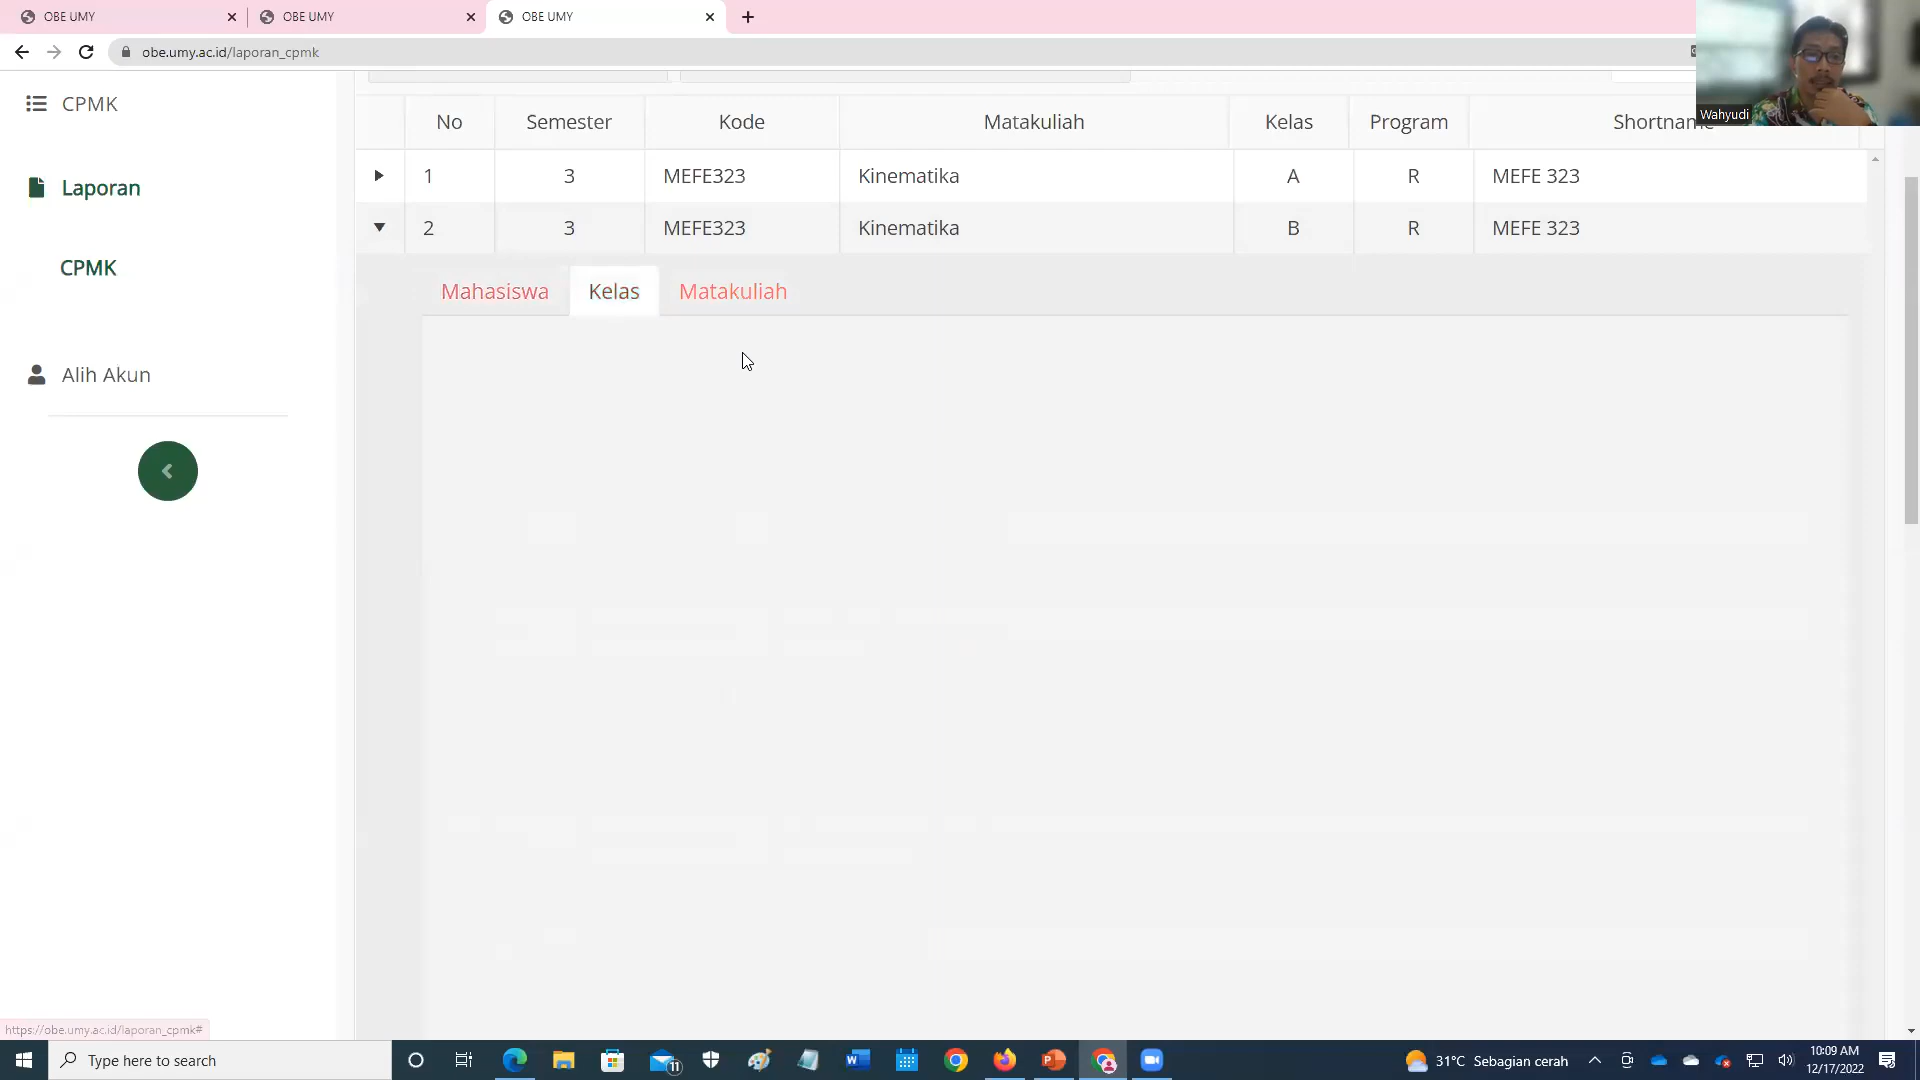 OBE UMY
OBE UMY
OBE UMY
obe.umy.ac.id/laporan_cpmk
Wahyudi
CPMK
Laporan
CPMK
Alih Akun
No Semester Kode Matakuliah Kelas Program Shortname
1 3 MEFE323 Kinematika A R MEFE 323
2 3 MEFE323 Kinematika B R MEFE 323
Mahasiswa Kelas Matakuliah
https://obe.umy.ac.id/laporan_cpmk#
Type here to search
11
31°C Sebagian cerah
10:09 AM
12/17/2022